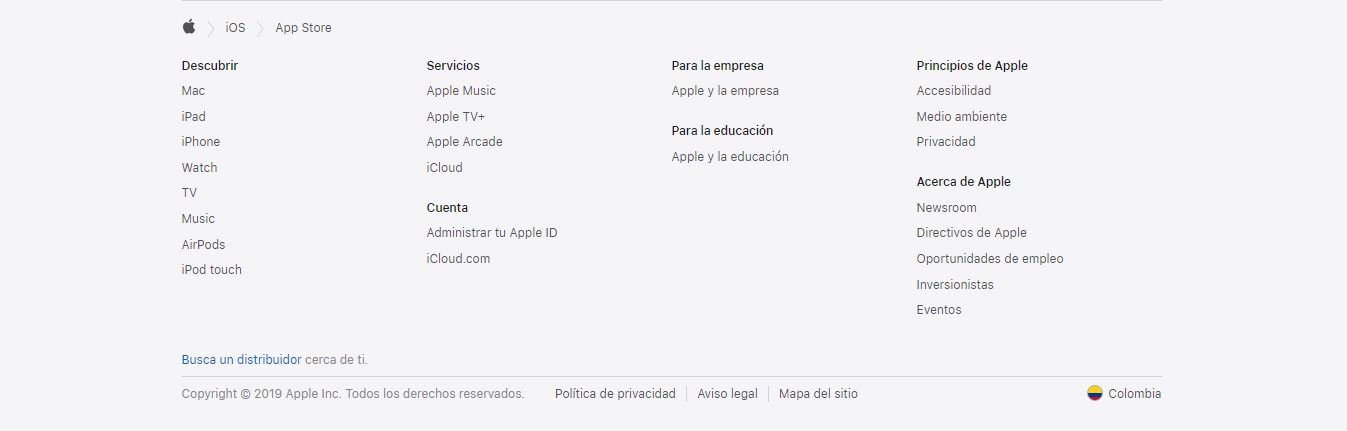 iOS
App Store
Descubrir
Mac
iPad
iPhone
Watch
TV
Music
AirPods
iPod touch
Servicios
Apple Music
Apple TV+
Apple Arcade
iCloud
Cuenta
Administrar tu Apple ID
iCloud.com
Para la empresa
Apple y la empresa
Para la educación
Apple y la educación
Principios de Apple
Accesibilidad
Medio ambiente
Privacidad
Acerca de Apple
Newsroom
Directivos de Apple
Oportunidades de empleo
Inversionistas
Eventos
Busca un distribuidor cerca de ti.
Copyright © 2019 Apple Inc. Todos los derechos reservados.
Política de privacidad
Aviso legal
Mapa del sitio
Colombia